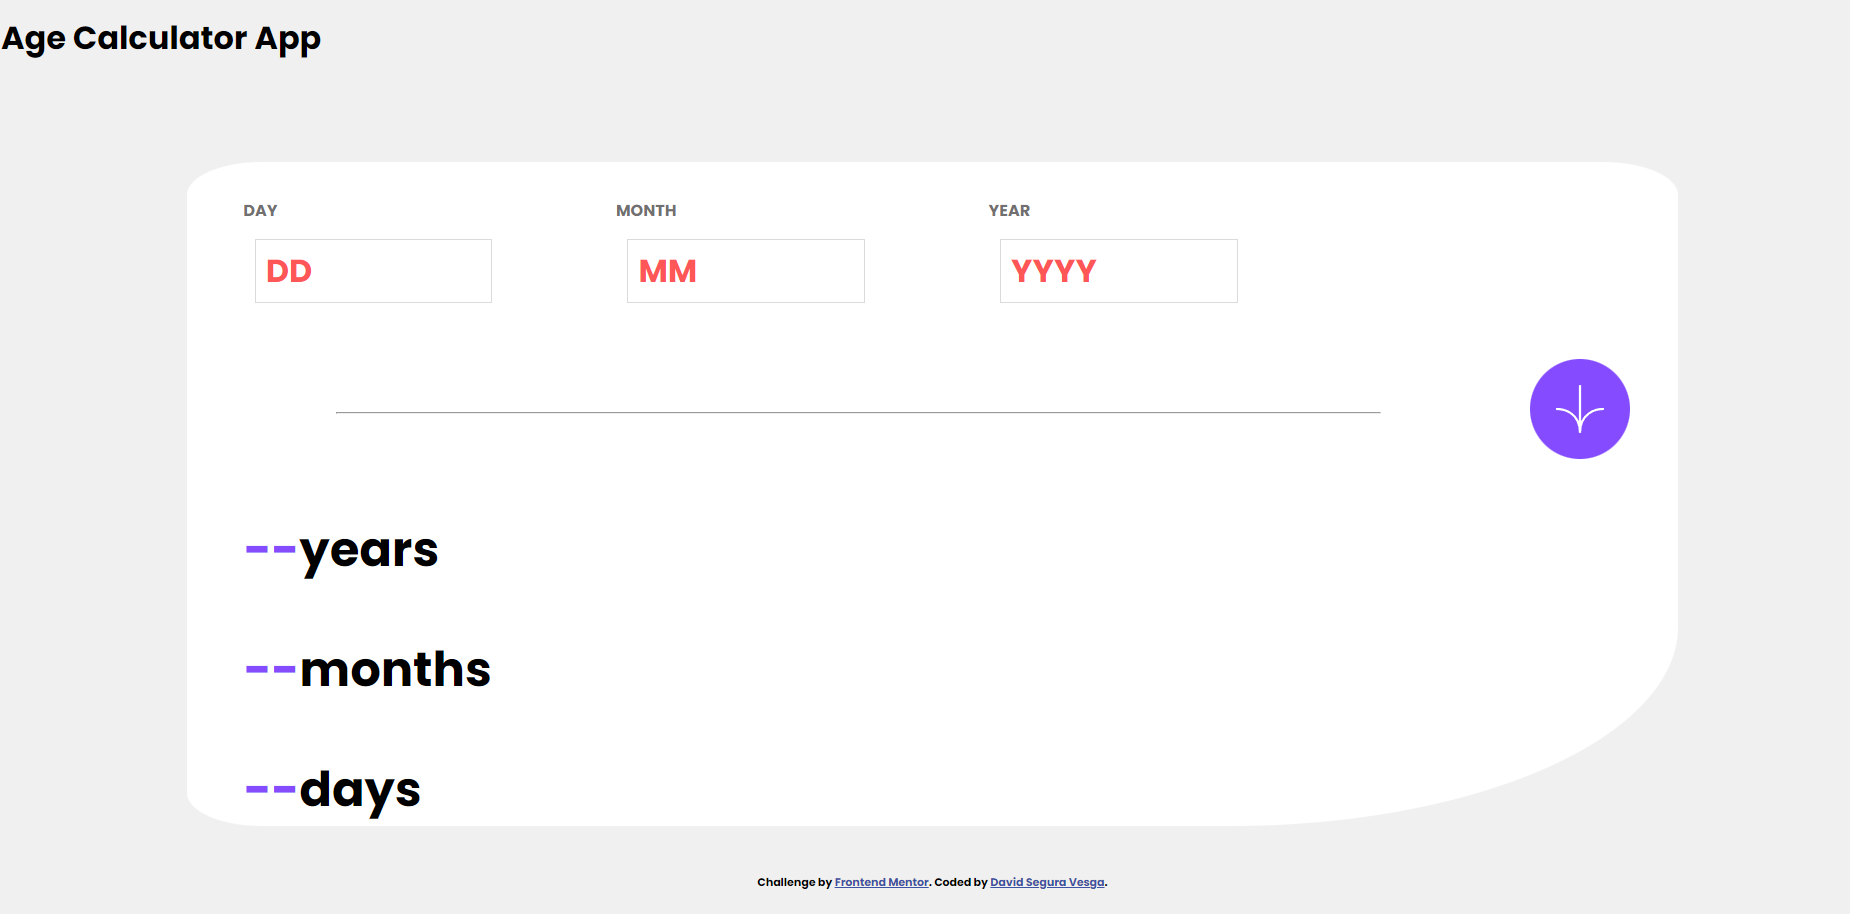 Age Calculator App
DAY MONTH YEAR
DD MM YYYY
--years
--months
--days
Challenge by Frontend Mentor. Coded by David Segura Vesga.